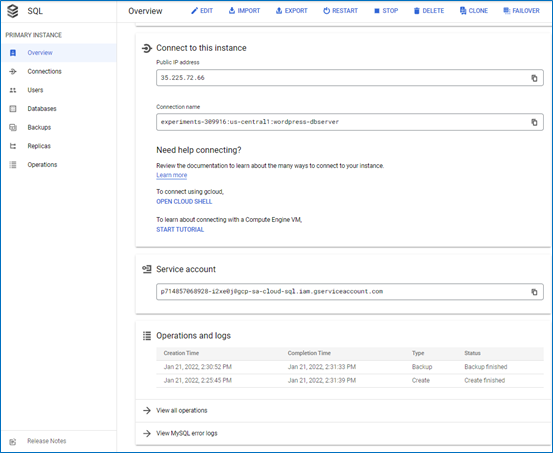 SQL
Overview
EDIT
IMPORT
EXPORT
RESTART
STOP
DELETE
CLONE
FAILOVER
PRIMARY INSTANCE
Overview
Connections
Users
Databases
Backups
Replicas
Operations
Release Notes
Connect to this instance
Public IP address
35.225.72.66
Connection name
experiments-309916:us-central1:wordpress-dbserver
Need help connecting?
Review the documentation to learn about the many ways to connect to your instance.
Learn more
To connect using gcloud,
OPEN CLOUD SHELL
To learn about connecting with a Compute Engine VM,
START TUTORIAL
Service account
p714857068928-i2xe0j@gcp-sa-cloud-sql.iam.gserviceaccount.com
Operations and logs
Creation Time Completion Time Type Status
Jan 21, 2022, 2:30:52 PM Jan 21, 2022, 2:31:33 PM Backup Backup finished
Jan 21, 2022, 2:25:45 PM Jan 21, 2022, 2:31:39 PM Create Create finished
View all operations
View MySQL error logs